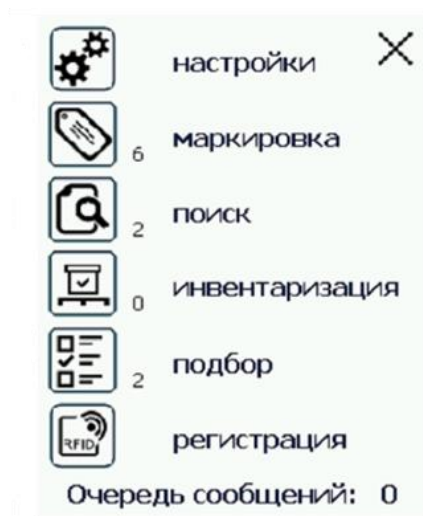 настройки
6 маркировка
2 поиск
0 инвентаризация
2 подбор
RFID регистрация
Очередь сообщений: 0